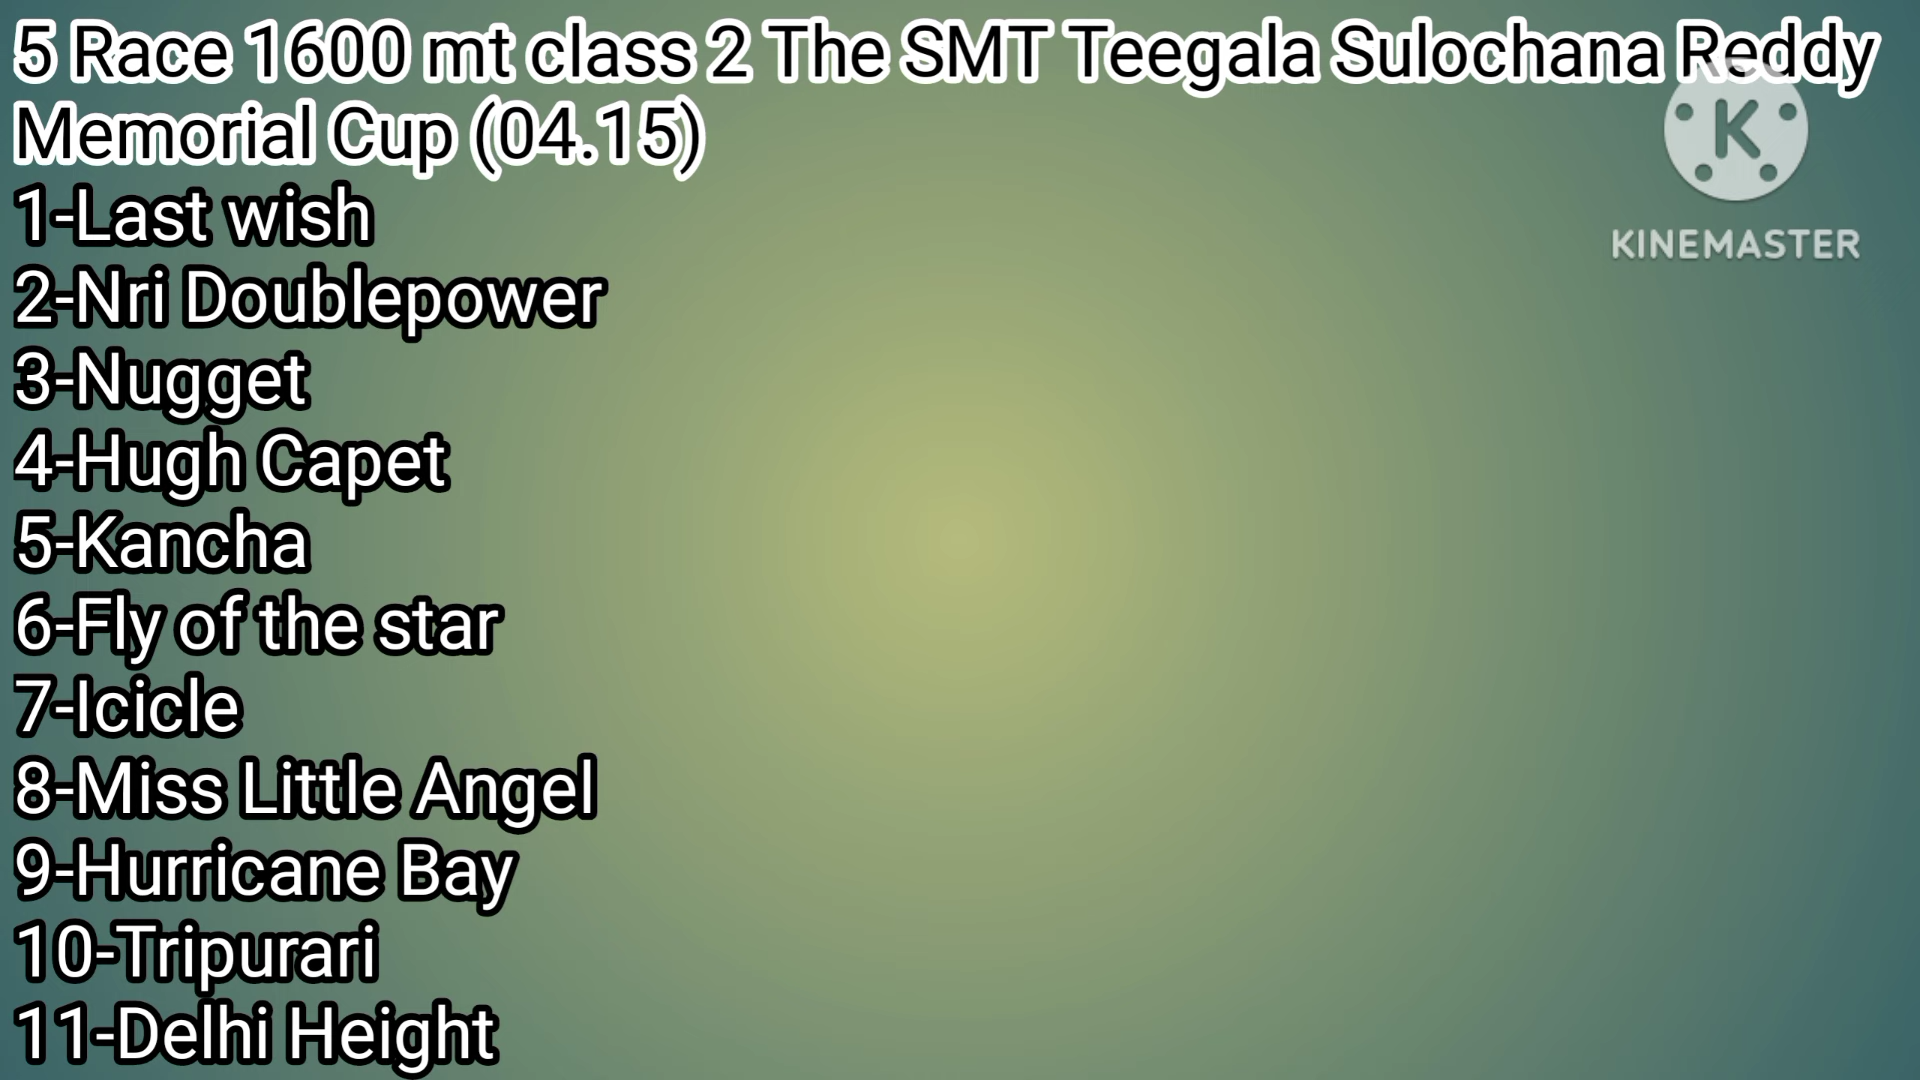 5 Race 1600 mt class 2 The SMT Teegala Sulochana Reddy
Memorial Cup (04.15)
1-Last wish
2-Nri Doublepower
3-Nugget
4-Hugh Capet
5-Kancha
6-Fly of the star
7-Icicle
8-Miss Little Angel
9-Hurricane Bay
10-Tripurari
11-Delhi Height
K
KINEMASTER